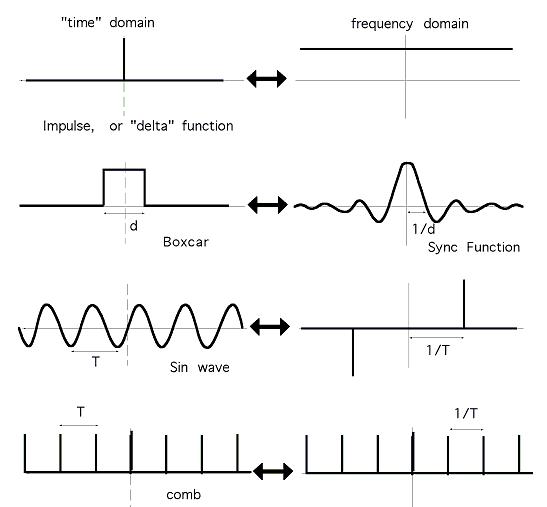 "time" domain
frequency domain
Impulse, or "delta" function
d
Boxcar
1/d
Sync Function
T
Sin wave
1/T
T
1/T
comb